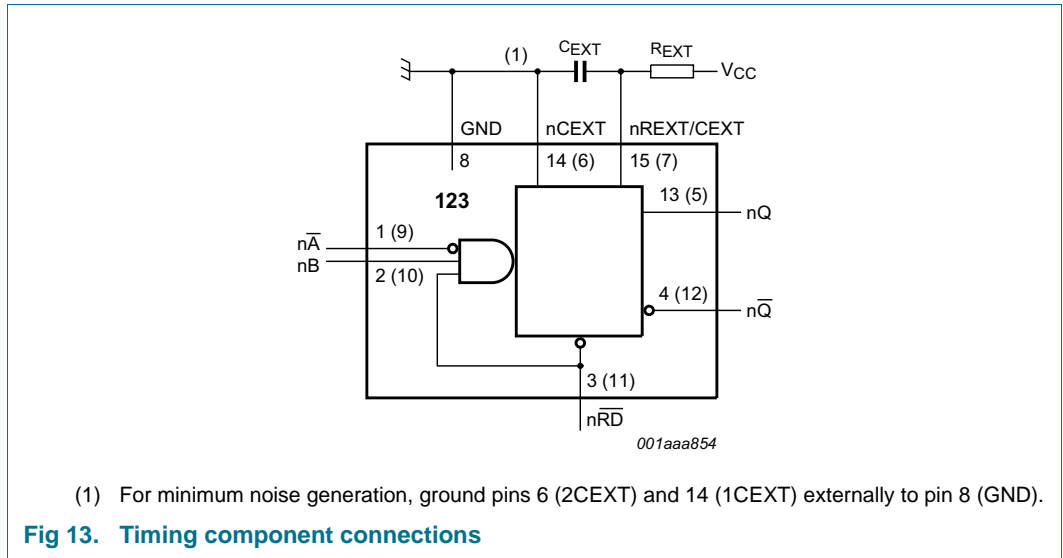 (1)
CEXT
REXT
VCC
GND
nCEXT
nREXT/CEXT
8
14 (6)
15 (7)
123
13 (5)
nQ
1 (9)
nA̅
nB
2 (10)
4 (12)
nQ̅
3 (11)
nR̅D̅
001aaa854
(1) For minimum noise generation, ground pins 6 (2CEXT) and 14 (1CEXT) externally to pin 8 (GND).
Fig 13. Timing component connections